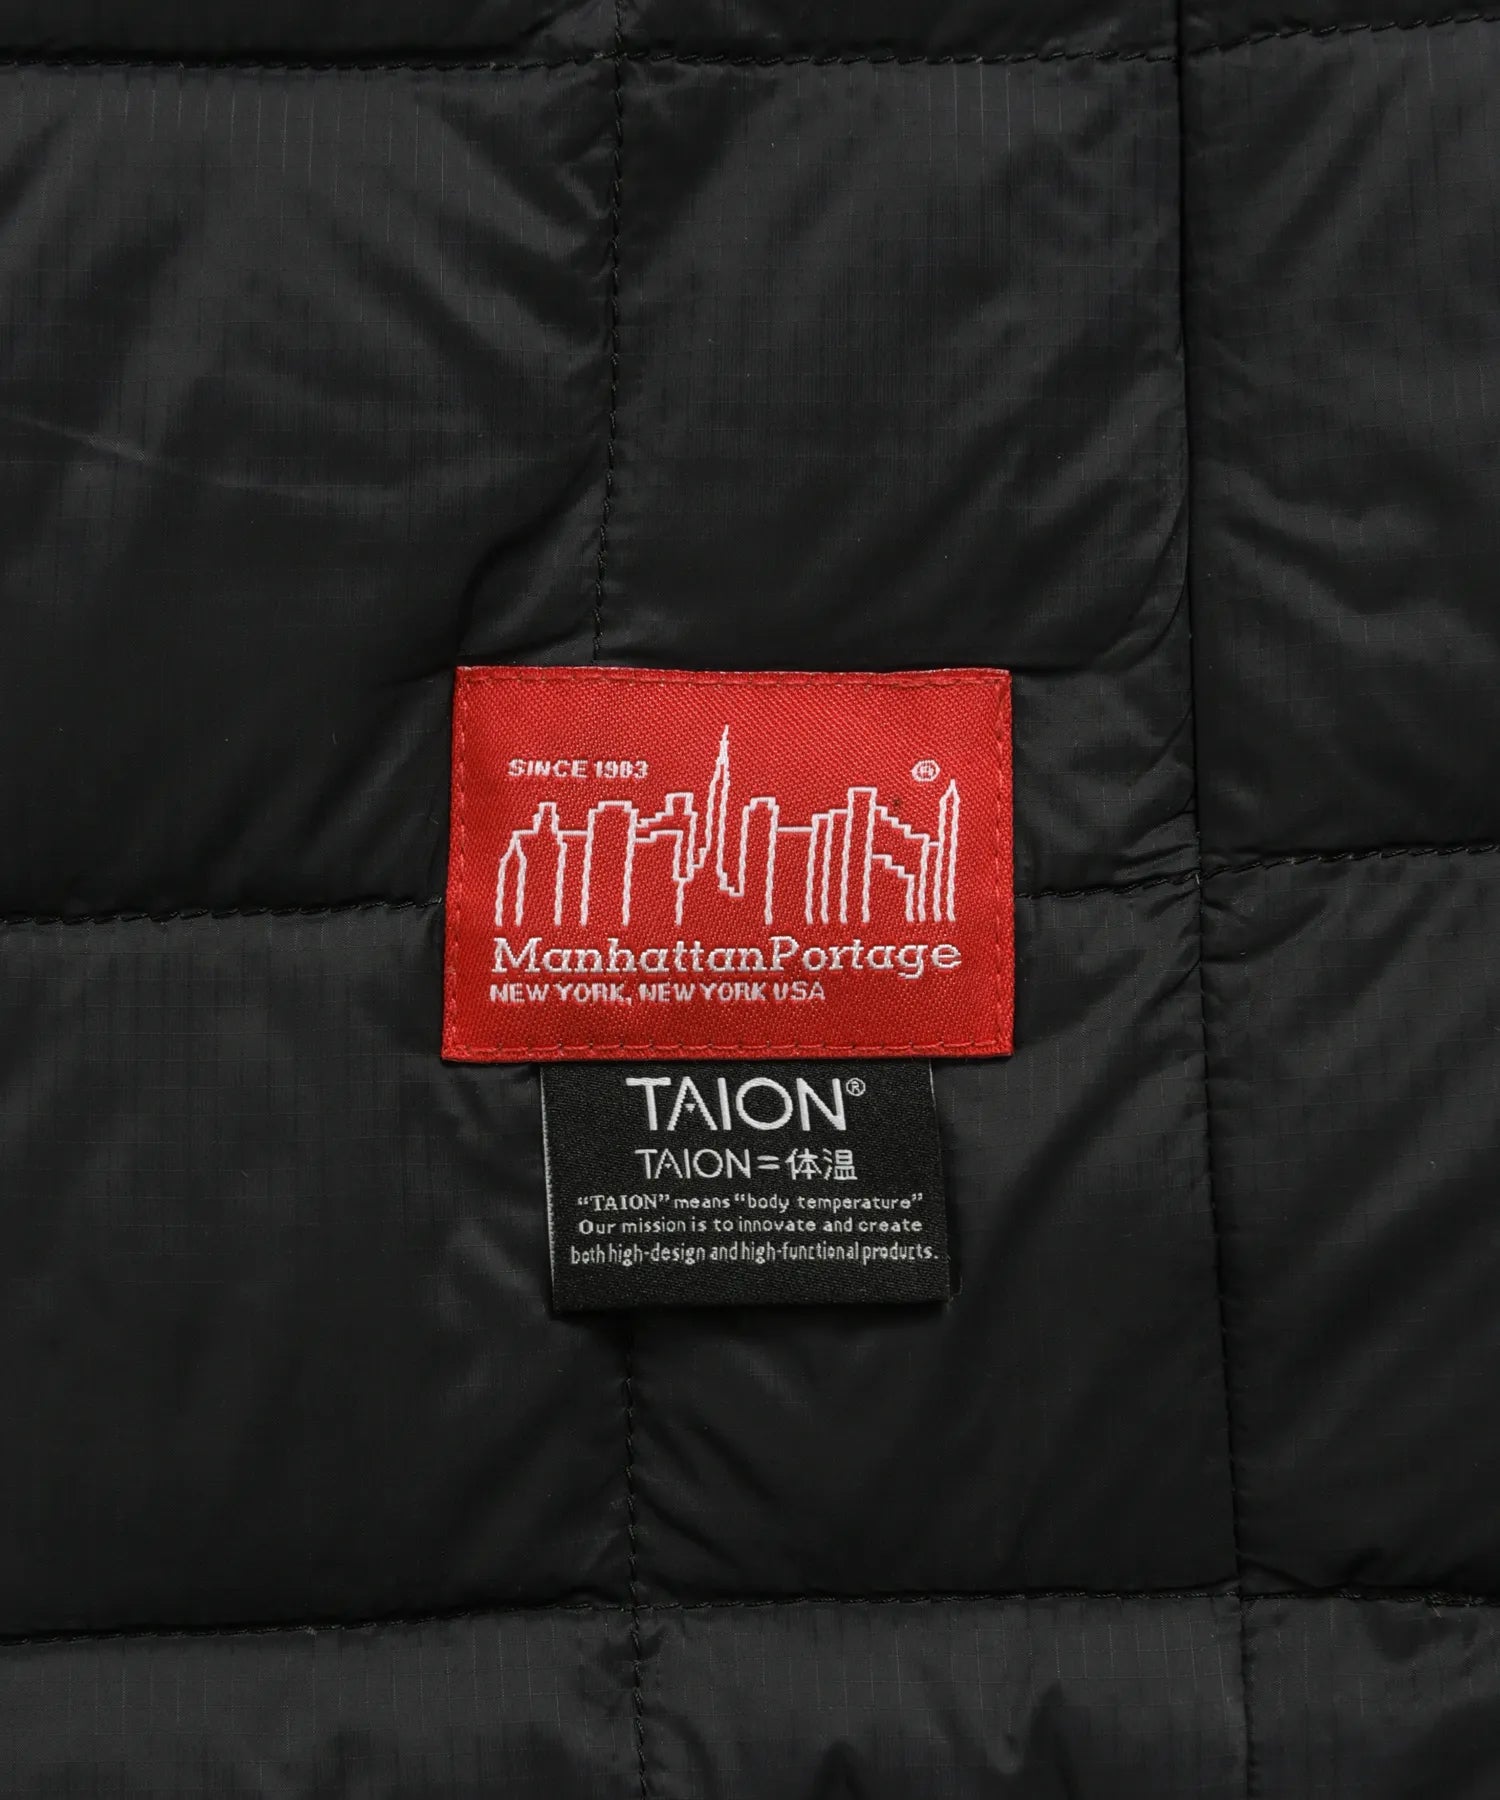 SINCE 1983 ®
ManhattanPortage
NEW YORK, NEW YORK USA
TAION®
TAION=体温
“TAION” means “body temperature”
Our mission is to innovate and create
both high-design and high-functional products.